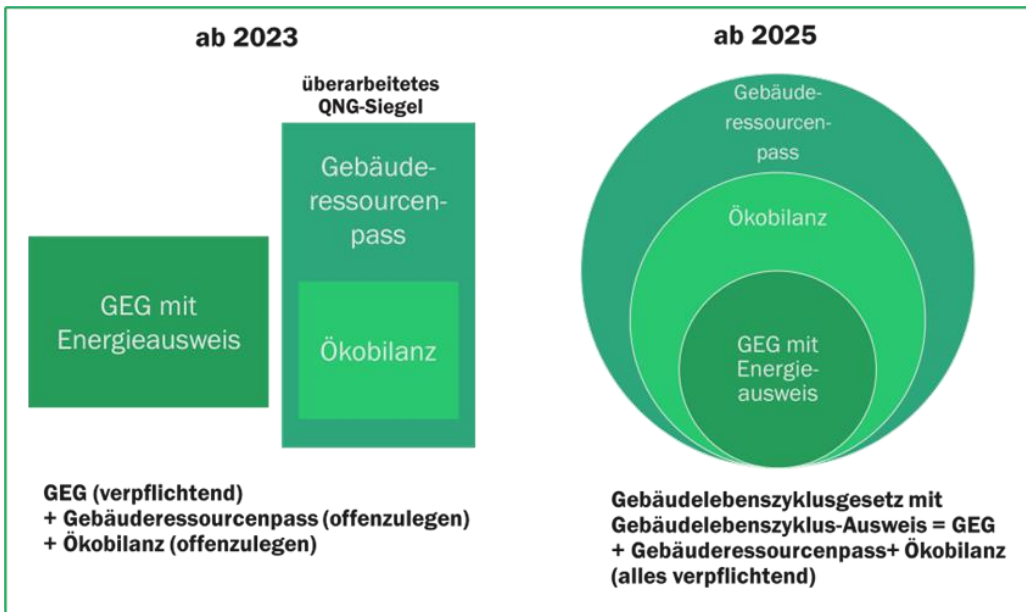 ab 2023
überarbeitetes
QNG-Siegel
Gebäude-
ressourcen-
pass
GEG mit
Energieausweis
Ökobilanz
GEG (verpflichtend)
+ Gebäuderessourcenpass (offenzulegen)
+ Ökobilanz (offenzulegen)
ab 2025
Gebäude-
ressourcen-
pass
Ökobilanz
GEG mit
Energie-
ausweis
Gebäudelebenszyklusgesetz mit
Gebäudelebenszyklus-Ausweis = GEG
+ Gebäuderessourcenpass+ Ökobilanz
(alles verpflichtend)